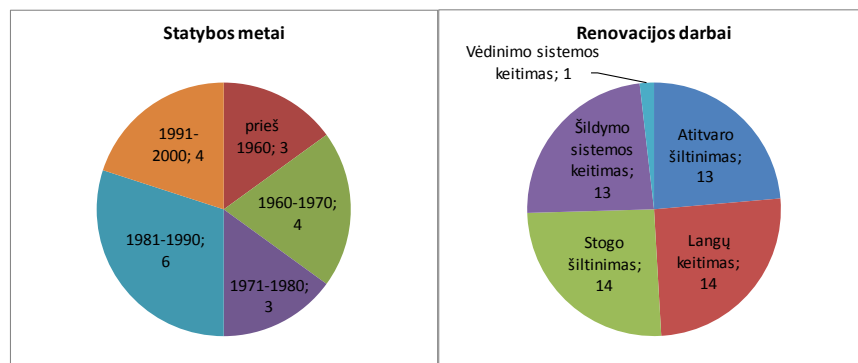 Statybos metai
prieš
1960; 3
1960-1970;
4
1971-1980;
3
1981-1990;
6
1991-
2000; 4
Renovacijos darbai
Vėdinimo sistemos
keitimas; 1
Atitvaro
šiltinimas;
13
Langų
keitimas;
14
Stogo
šiltinimas;
14
Šildymo
sistemos
keitimas;
13